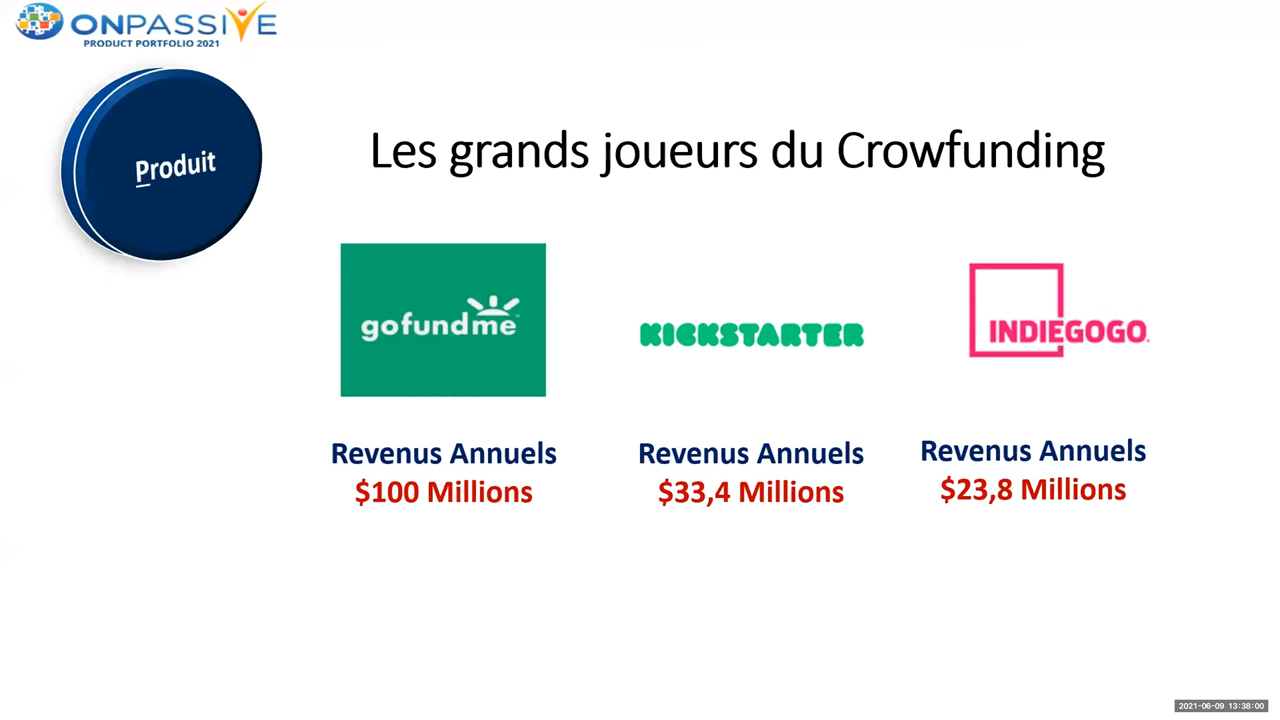 ONPASSIVE
PRODUCT PORTFOLIO 2021
Produit
Les grands joueurs du Crowfunding
gofundme
KICKSTARTER
INDIEGOGO
Revenus Annuels
$100 Millions
Revenus Annuels
$33,4 Millions
Revenus Annuels
$23,8 Millions
2021-06-09 13:38:00